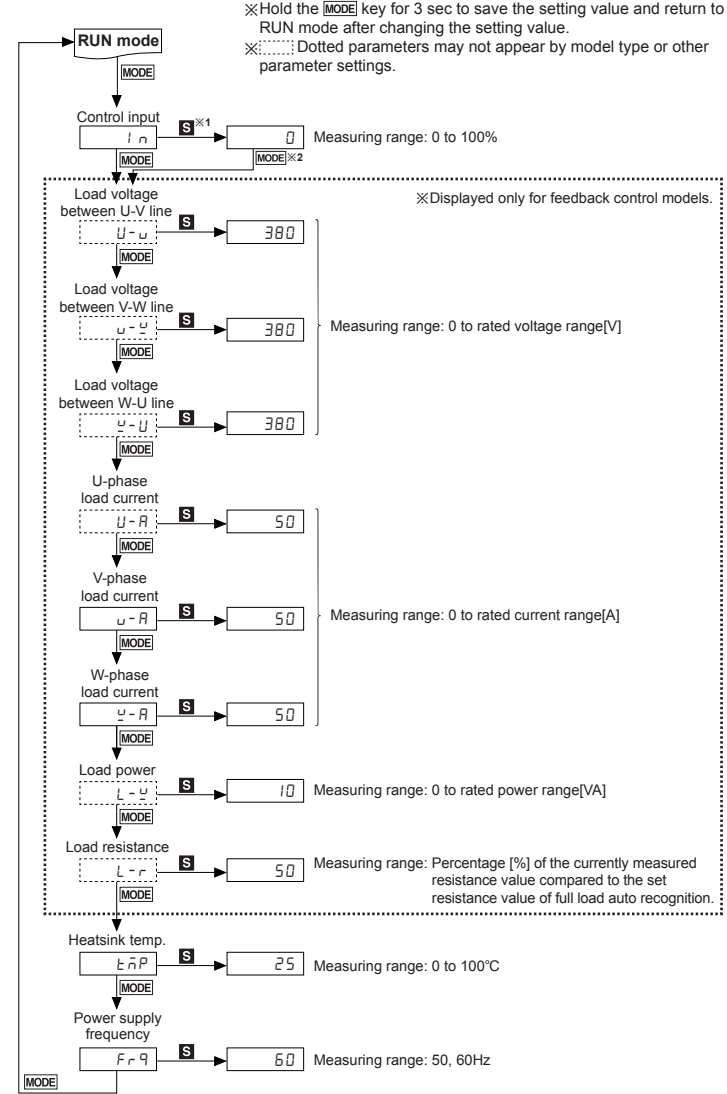 ※Hold the MODE key for 3 sec to save the setting value and return to
RUN mode after changing the setting value.
※ Dotted parameters may not appear by model type or other
parameter settings.
RUN mode
MODE
Control input
In
S ※1
0
Measuring range: 0 to 100%
MODE
MODE ※2
※Displayed only for feedback control models.
Load voltage
between U-V line
U-u
S
380
MODE
Load voltage
between V-W line
u-y
S
380
Measuring range: 0 to rated voltage range[V]
MODE
Load voltage
between W-U line
y-U
S
380
MODE
U-phase
load current
U-A
S
50
MODE
V-phase
load current
u-A
S
50
Measuring range: 0 to rated current range[A]
MODE
W-phase
load current
y-A
S
50
MODE
Load power
L-y
S
10
Measuring range: 0 to rated power range[VA]
MODE
Load resistance
L-r
S
50
Measuring range: Percentage [%] of the currently measured
resistance value compared to the set
resistance value of full load auto recognition.
MODE
Heatsink temp.
tmP
S
25
Measuring range: 0 to 100℃
MODE
Power supply
frequency
Frq
S
60
Measuring range: 50, 60Hz
MODE